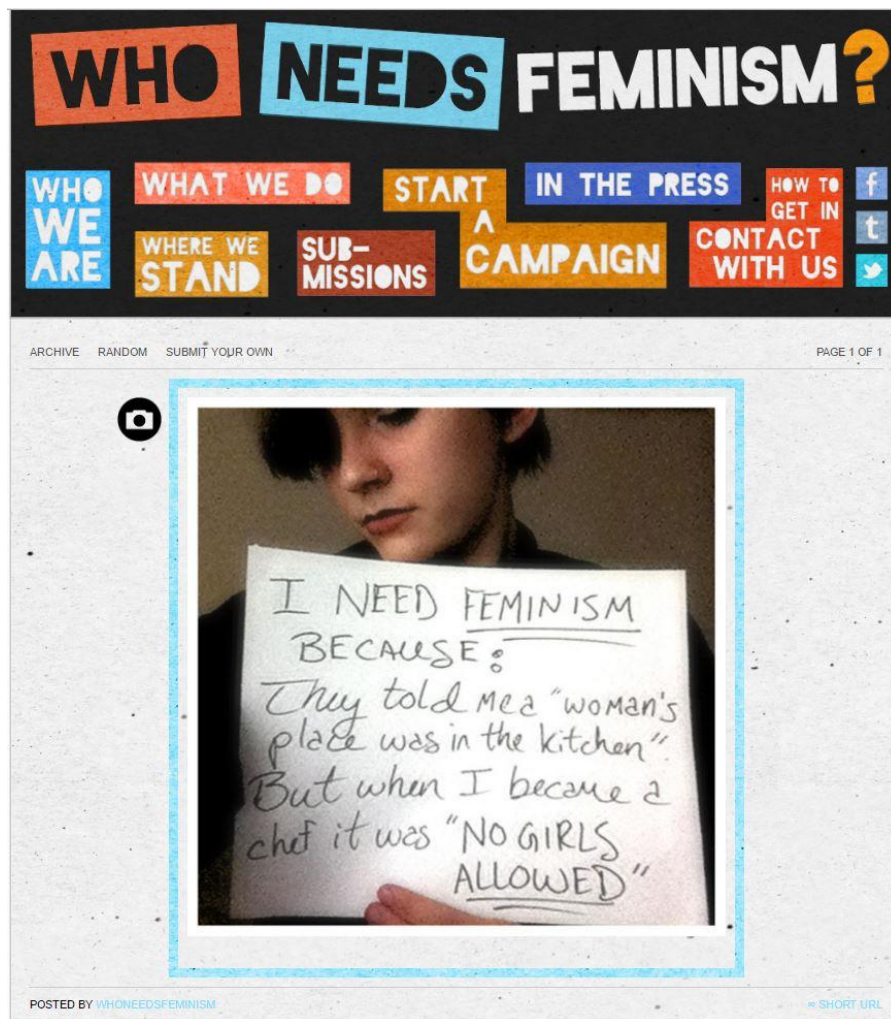 WHO NEEDS FEMINISM?
WHO
WE
ARE
WHAT WE DO
WHERE WE
STAND
SUB-
MISSIONS
START
A
CAMPAIGN
IN THE PRESS
HOW TO
GET IN
CONTACT
WITH US
f
t
ARCHIVE RANDOM SUBMIT YOUR OWN PAGE 1 OF 1
I NEED FEMINISM
BECAUSE:
They told me a "woman's
place was in the kitchen".
But when I became a
chef it was "NO GIRLS
ALLOWED"
POSTED BY WHONEEDSFEMINISM ∞ SHORT URL